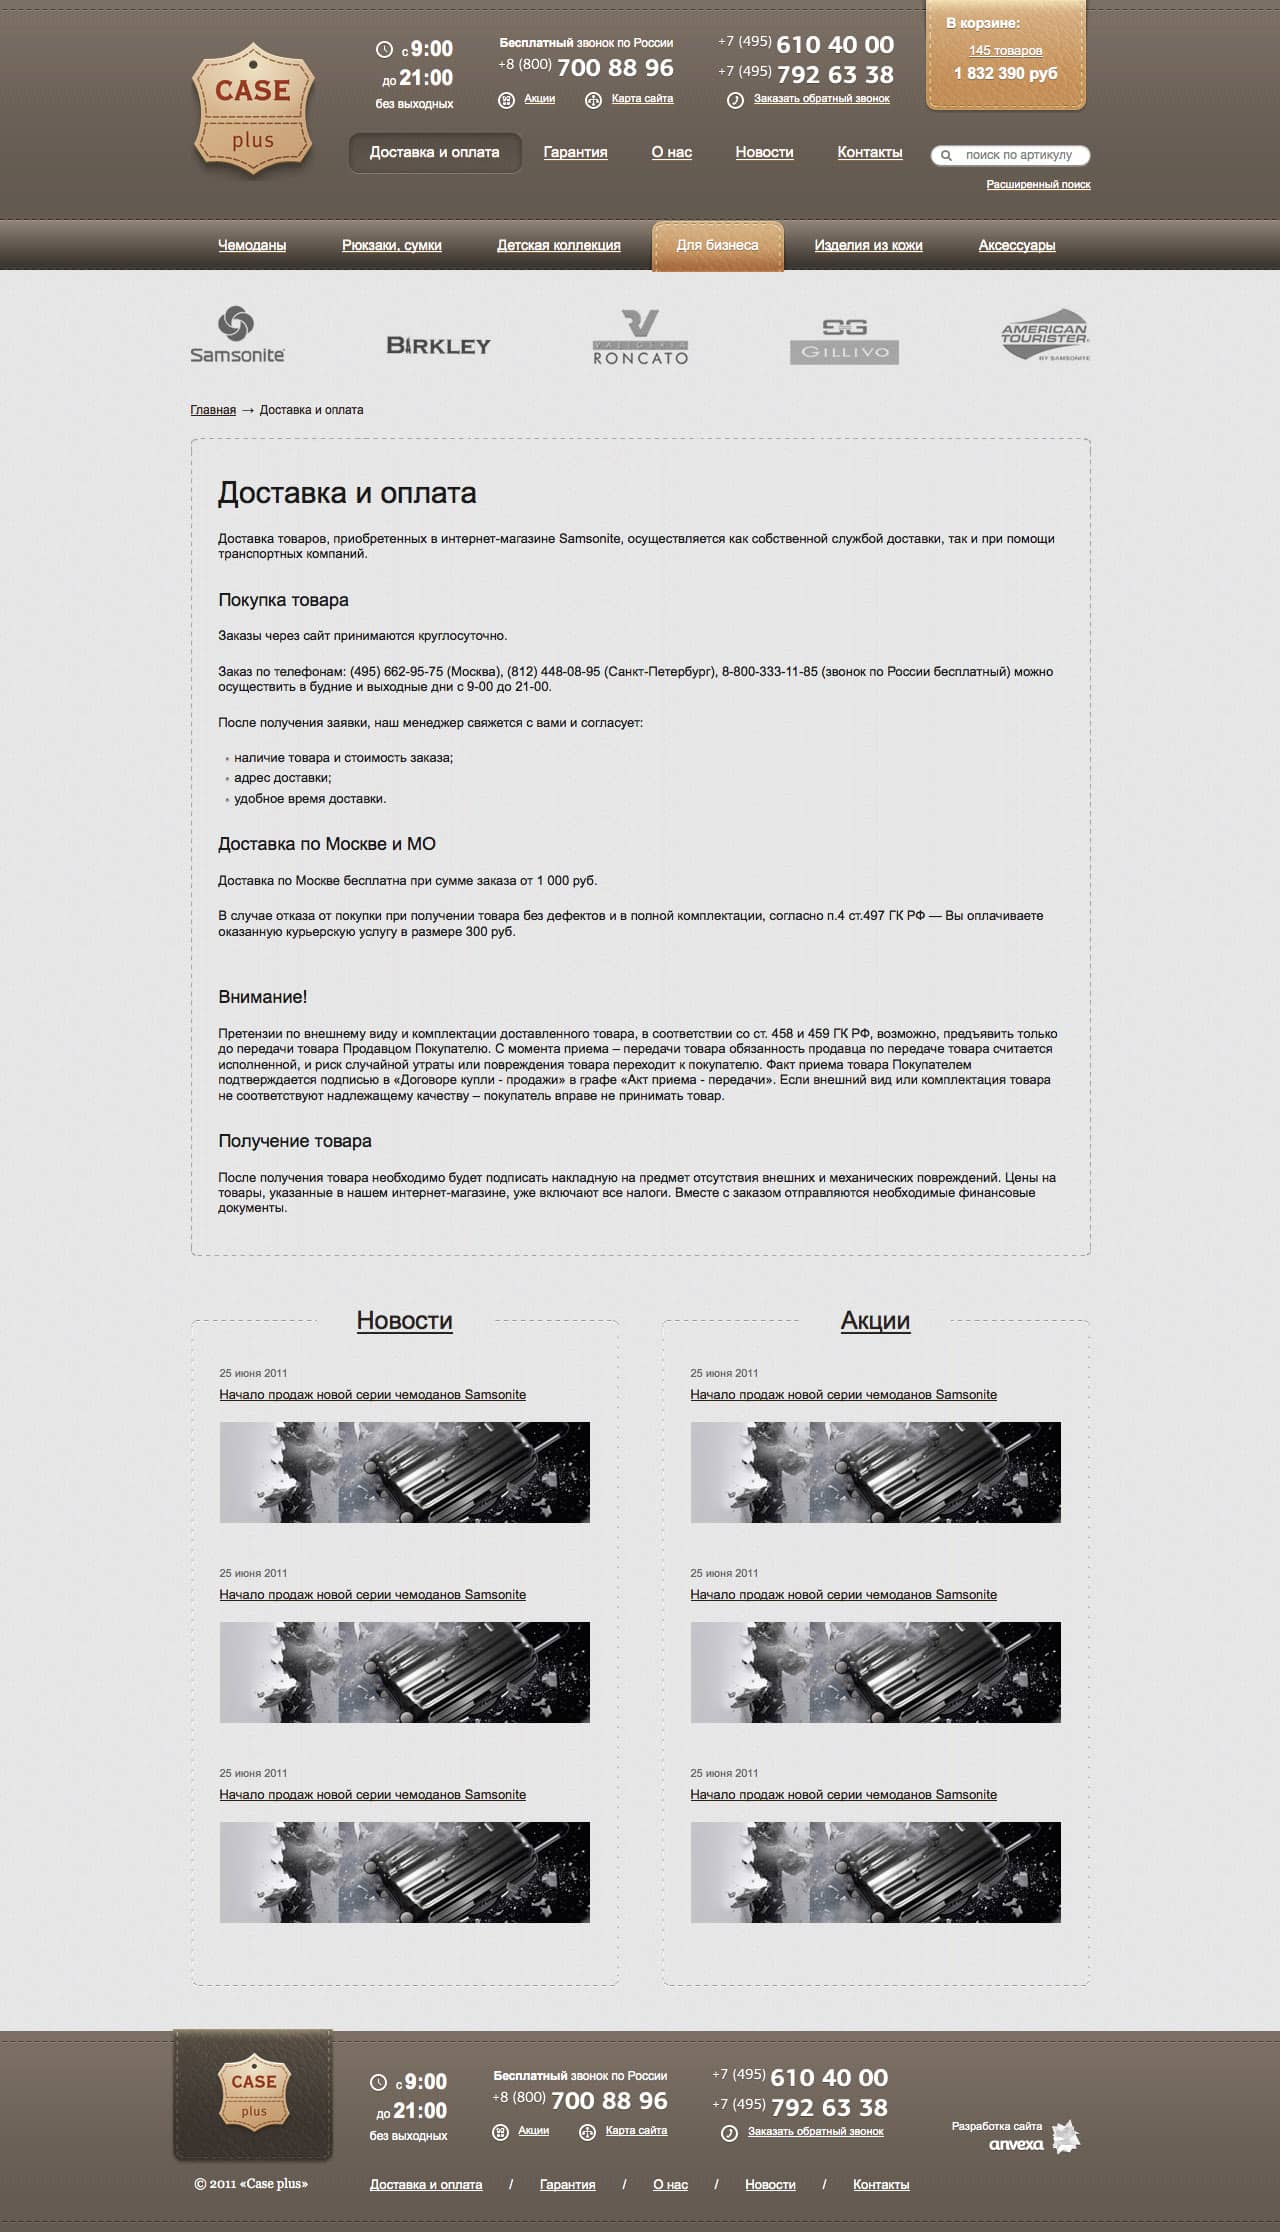 с 9:00
до 21:00
без выходных
Бесплатный звонок по России
+8 (800) 700 88 96
Акции
Карта сайта
+7 (495) 610 40 00
+7 (495) 792 63 38
Заказать обратный звонок
В корзине:
145 товаров
1 832 390 руб
CASE
plus
Доставка и оплата
Гарантия
О нас
Новости
Контакты
поиск по артикулу
Расширенный поиск
Чемоданы
Рюкзаки, сумки
Детская коллекция
Для бизнеса
Изделия из кожи
Аксессуары
Samsonite
BIRKLEY
VALIGERIA
RONCATO
GILLIVO
AMERICAN
TOURISTER
BY SAMSONITE
Главная → Доставка и оплата
Доставка и оплата
Доставка товаров, приобретенных в интернет-магазине Samsonite, осуществляется как собственной службой доставки, так и при помощи
транспортных компаний.
Покупка товара
Заказы через сайт принимаются круглосуточно.
Заказ по телефонам: (495) 662-95-75 (Москва), (812) 448-08-95 (Санкт-Петербург), 8-800-333-11-85 (звонок по России бесплатный) можно
осуществить в будние и выходные дни с 9-00 до 21-00.
После получения заявки, наш менеджер свяжется с вами и согласует:
• наличие товара и стоимость заказа;
• адрес доставки;
• удобное время доставки.
Доставка по Москве и МО
Доставка по Москве бесплатна при сумме заказа от 1 000 руб.
В случае отказа от покупки при получении товара без дефектов и в полной комплектации, согласно п.4 ст.497 ГК РФ — Вы оплачиваете
оказанную курьерскую услугу в размере 300 руб.
Внимание!
Претензии по внешнему виду и комплектации доставленного товара, в соответствии со ст. 458 и 459 ГК РФ, возможно, предъявить только
до передачи товара Продавцом Покупателю. С момента приема – передачи товара обязанность продавца по передаче товара считается
исполненной, и риск случайной утраты или повреждения товара переходит к покупателю. Факт приема товара Покупателем
подтверждается подписью в «Договоре купли - продажи» в графе «Акт приема - передачи». Если внешний вид или комплектация товара
не соответствуют надлежащему качеству – покупатель вправе не принимать товар.
Получение товара
После получения товара необходимо будет подписать накладную на предмет отсутствия внешних и механических повреждений. Цены на
товары, указанные в нашем интернет-магазине, уже включают все налоги. Вместе с заказом отправляются необходимые финансовые
документы.
Новости
25 июня 2011
Начало продаж новой серии чемоданов Samsonite
25 июня 2011
Начало продаж новой серии чемоданов Samsonite
25 июня 2011
Начало продаж новой серии чемоданов Samsonite
Акции
25 июня 2011
Начало продаж новой серии чемоданов Samsonite
25 июня 2011
Начало продаж новой серии чемоданов Samsonite
25 июня 2011
Начало продаж новой серии чемоданов Samsonite
CASE
plus
с 9:00
до 21:00
без выходных
Бесплатный звонок по России
+8 (800) 700 88 96
Акции
Карта сайта
+7 (495) 610 40 00
+7 (495) 792 63 38
Заказать обратный звонок
Разработка сайта
anvexa
© 2011 «Case plus»
Доставка и оплата / Гарантия / О нас / Новости / Контакты